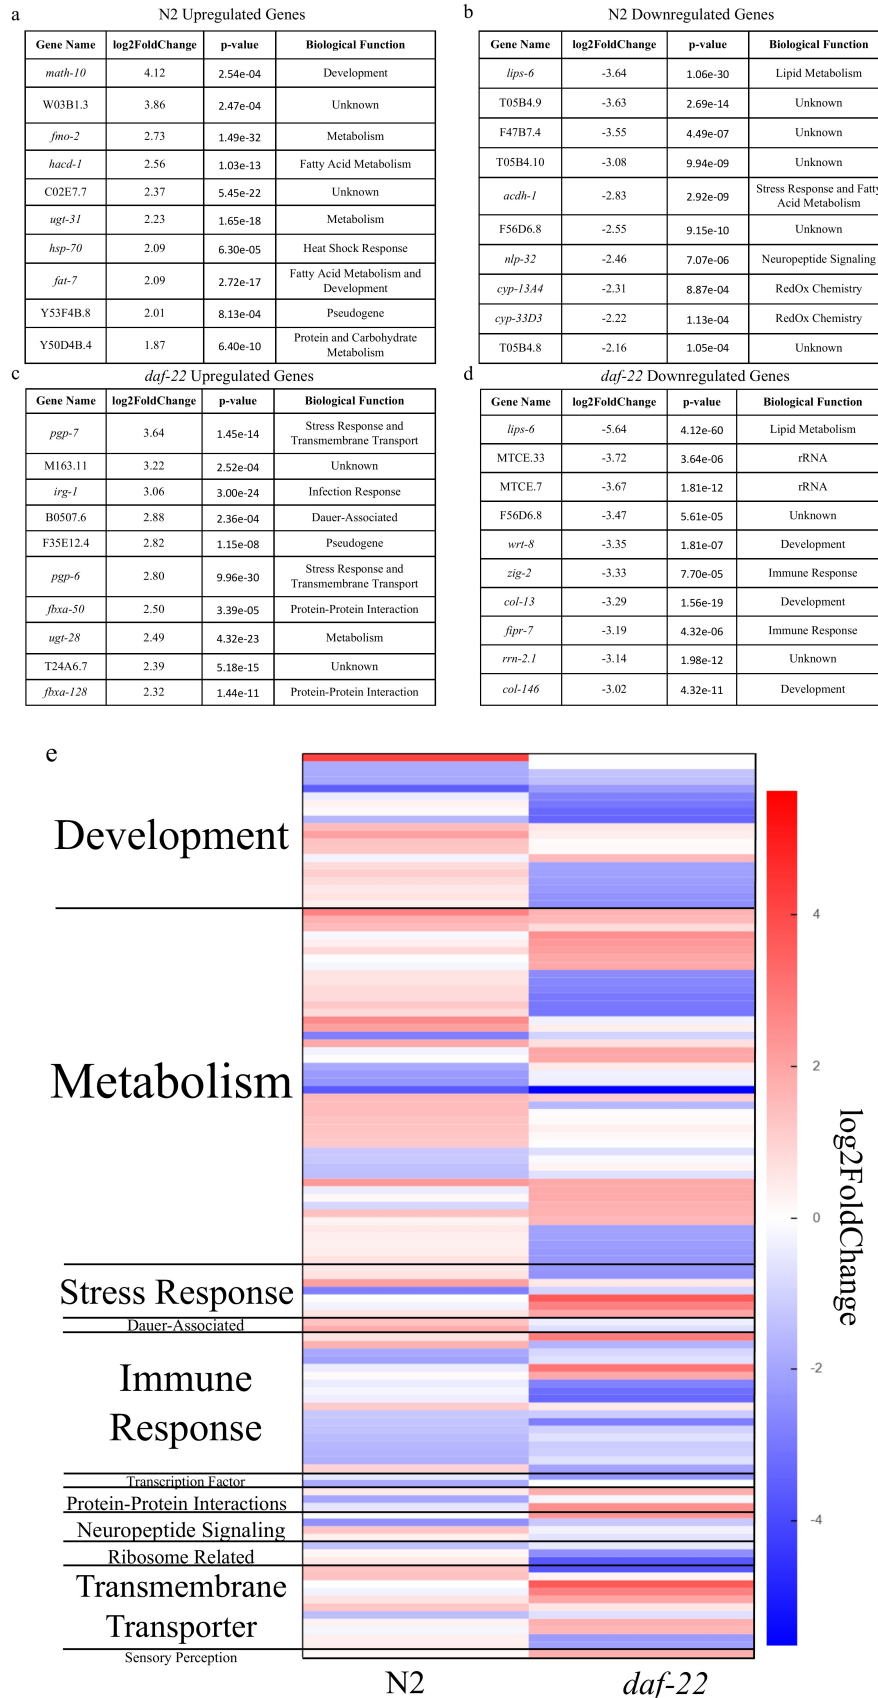 a N2 Upregulated Genes
Gene Name log2FoldChange p-value Biological Function
math-10 4.12 2.54e-04 Development
W03B1.3 3.86 2.47e-04 Unknown
fmo-2 2.73 1.49e-32 Metabolism
hacd-1 2.56 1.03e-13 Fatty Acid Metabolism
C02E7.7 2.37 5.45e-22 Unknown
ugt-31 2.23 1.65e-18 Metabolism
hsp-70 2.09 6.30e-05 Heat Shock Response
fat-7 2.09 2.72e-17 Fatty Acid Metabolism and
Development
Y53F4B.8 2.01 8.13e-04 Pseudogene
Y50D4B.4 1.87 6.40e-10 Protein and Carbohydrate
Metabolism
b N2 Downregulated Genes
Gene Name log2FoldChange p-value Biological Function
lips-6 -3.64 1.06e-30 Lipid Metabolism
T05B4.9 -3.63 2.69e-14 Unknown
F47B7.4 -3.55 4.49e-07 Unknown
T05B4.10 -3.08 9.94e-09 Unknown
acdh-1 -2.83 2.92e-09 Stress Response and Fatty
Acid Metabolism
F56D6.8 -2.55 9.15e-10 Unknown
nlp-32 -2.46 7.07e-06 Neuropeptide Signaling
cyp-13A4 -2.31 8.87e-04 RedOx Chemistry
cyp-33D3 -2.22 1.13e-04 RedOx Chemistry
T05B4.8 -2.16 1.05e-04 Unknown
c daf-22 Upregulated Genes
Gene Name log2FoldChange p-value Biological Function
pgp-7 3.64 1.45e-14 Stress Response and
Transmembrane Transport
M163.11 3.22 2.52e-04 Unknown
irg-1 3.06 3.00e-24 Infection Response
B0507.6 2.88 2.36e-04 Dauer-Associated
F35E12.4 2.82 1.15e-08 Pseudogene
pgp-6 2.80 9.96e-30 Stress Response and
Transmembrane Transport
fbxa-50 2.50 3.39e-05 Protein-Protein Interaction
ugt-28 2.49 4.32e-23 Metabolism
T24A6.7 2.39 5.18e-15 Unknown
fbxa-128 2.32 1.44e-11 Protein-Protein Interaction
d daf-22 Downregulated Genes
Gene Name log2FoldChange p-value Biological Function
lips-6 -5.64 4.12e-60 Lipid Metabolism
MTCE.33 -3.72 3.64e-06 rRNA
MTCE.7 -3.67 1.81e-12 rRNA
F56D6.8 -3.47 5.61e-05 Unknown
wrt-8 -3.35 1.81e-07 Development
zig-2 -3.33 7.70e-05 Immune Response
col-13 -3.29 1.56e-19 Development
fipr-7 -3.19 4.32e-06 Immune Response
rrn-2.1 -3.14 1.98e-12 Unknown
col-146 -3.02 4.32e-11 Development
e
Development
Metabolism
Stress Response
Dauer-Associated
Immune
Response
Transcription Factor
Protein-Protein Interactions
Neuropeptide Signaling
Ribosome Related
Transmembrane
Transporter
Sensory Perception
N2 daf-22
4
2
0
-2
-4
log2FoldChange